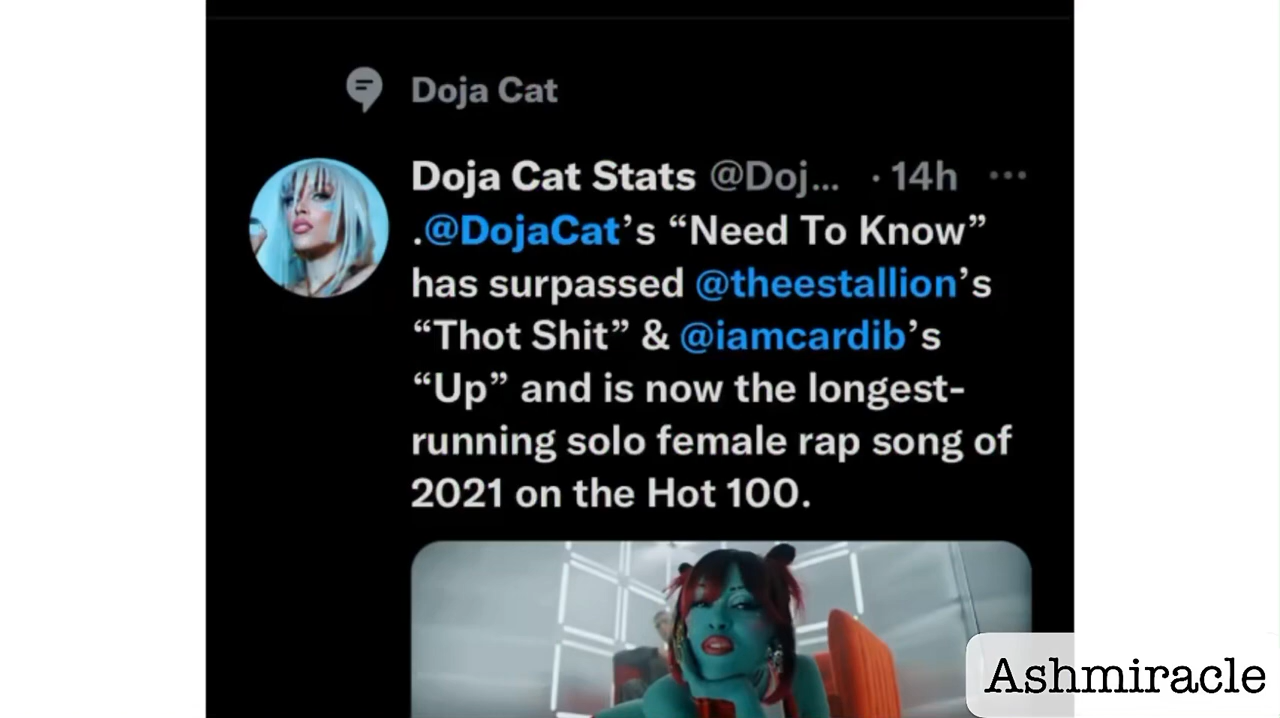 Doja Cat
Doja Cat Stats @Doj... · 14h ...
.@DojaCat’s “Need To Know”
has surpassed @theestallion’s
“Thot Shit” & @iamcardib’s
“Up” and is now the longest-
running solo female rap song of
2021 on the Hot 100.
Ashmiracle